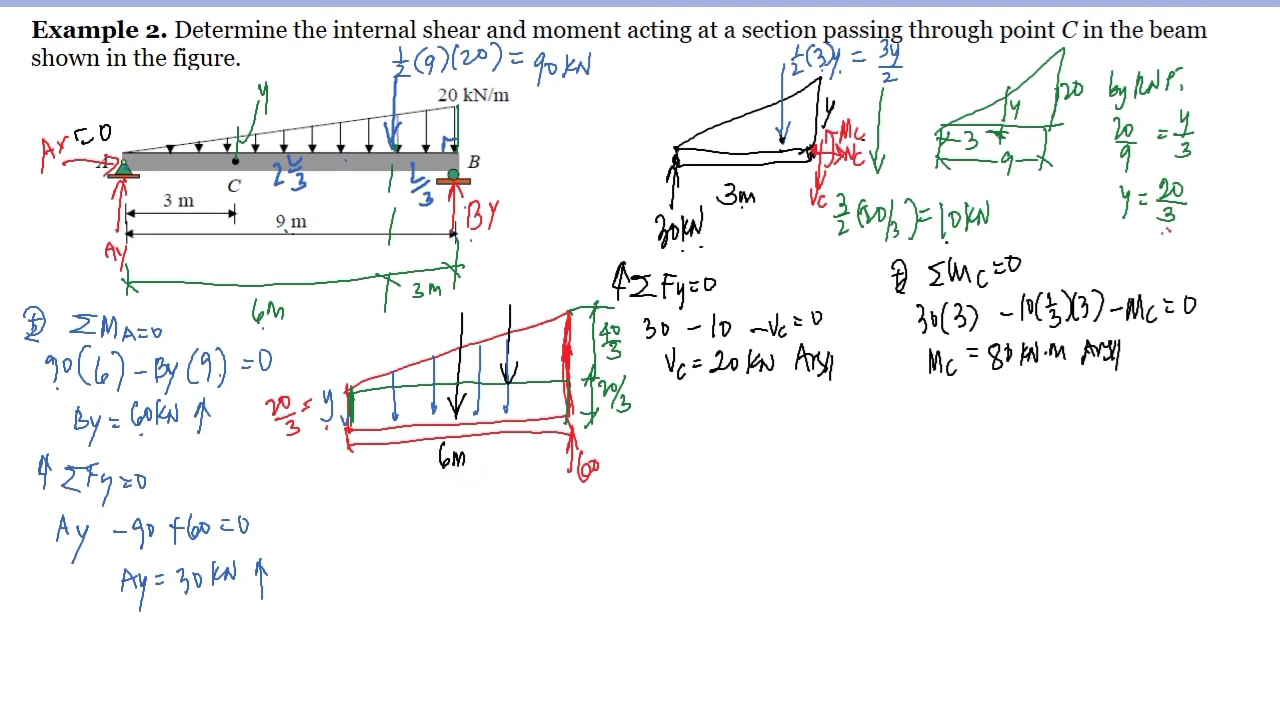 Example 2. Determine the internal shear and moment acting at a section passing through point C in the beam
shown in the figure.
½(9)(20) = 90 kN
20 kN/m
y
Ax = 0
A
B
C
2L/3
L/3
3 m
9 m
Ay
By
6m
3m
ΣMA=0
90(6) - By(9) = 0
By = 60kN ↑
↑ΣFy=0
Ay - 90 + 60 = 0
Ay = 30 kN ↑
20/3 = y
40/3
20/3
6m
60
½(3)y = 3y/2
y
Mc
Nc
Vc
3m
30kN
3/2 (20/3) = 10kN
↑ΣFy=0
30 - 10 - Vc = 0
Vc = 20 kN
20
y
3
9
20/9 = y/3
y = 20/3
ΣMc=0
30(3) - 10(1/3)(3) - Mc = 0
Mc = 80 kN.m